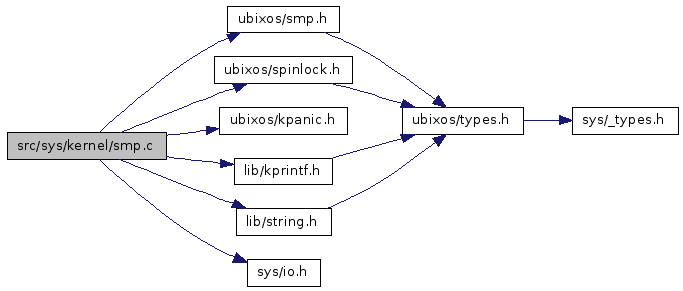 ubixos/smp.h
ubixos/spinlock.h
ubixos/kpanic.h
ubixos/types.h
sys/_types.h
src/sys/kernel/smp.c
lib/kprintf.h
lib/string.h
sys/io.h